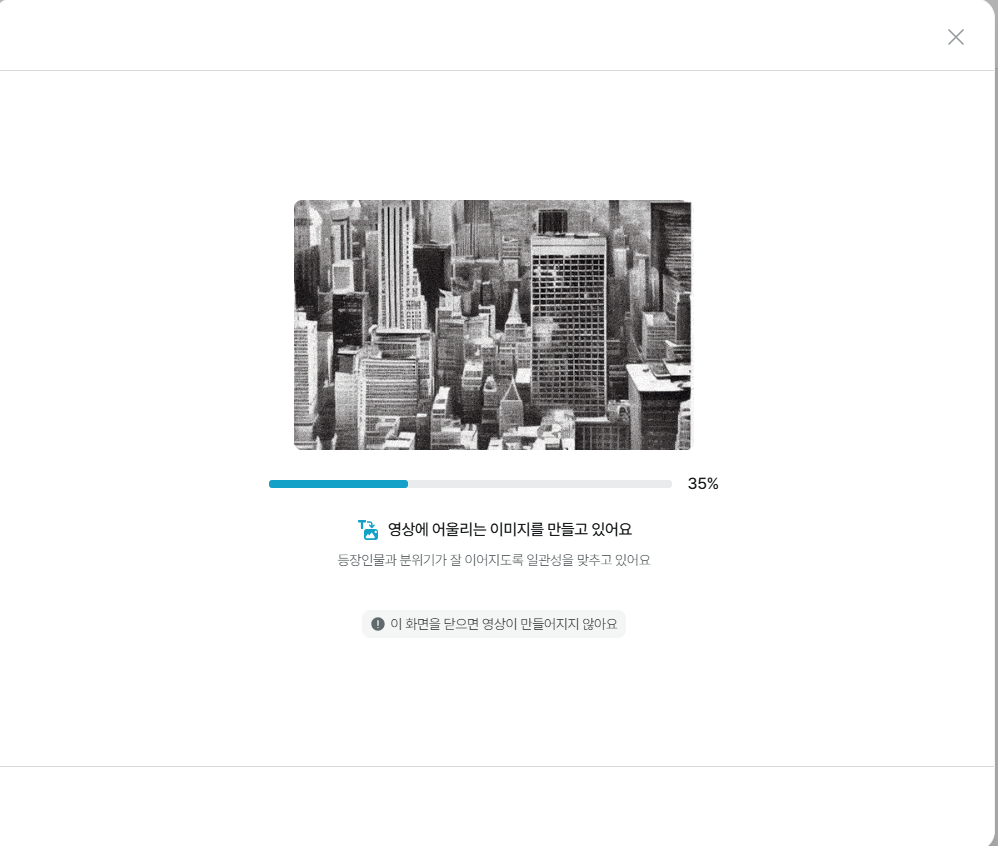 35%
영상에 어울리는 이미지를 만들고 있어요
등장인물과 분위기가 잘 이어지도록 일관성을 맞추고 있어요
이 화면을 닫으면 영상이 만들어지지 않아요